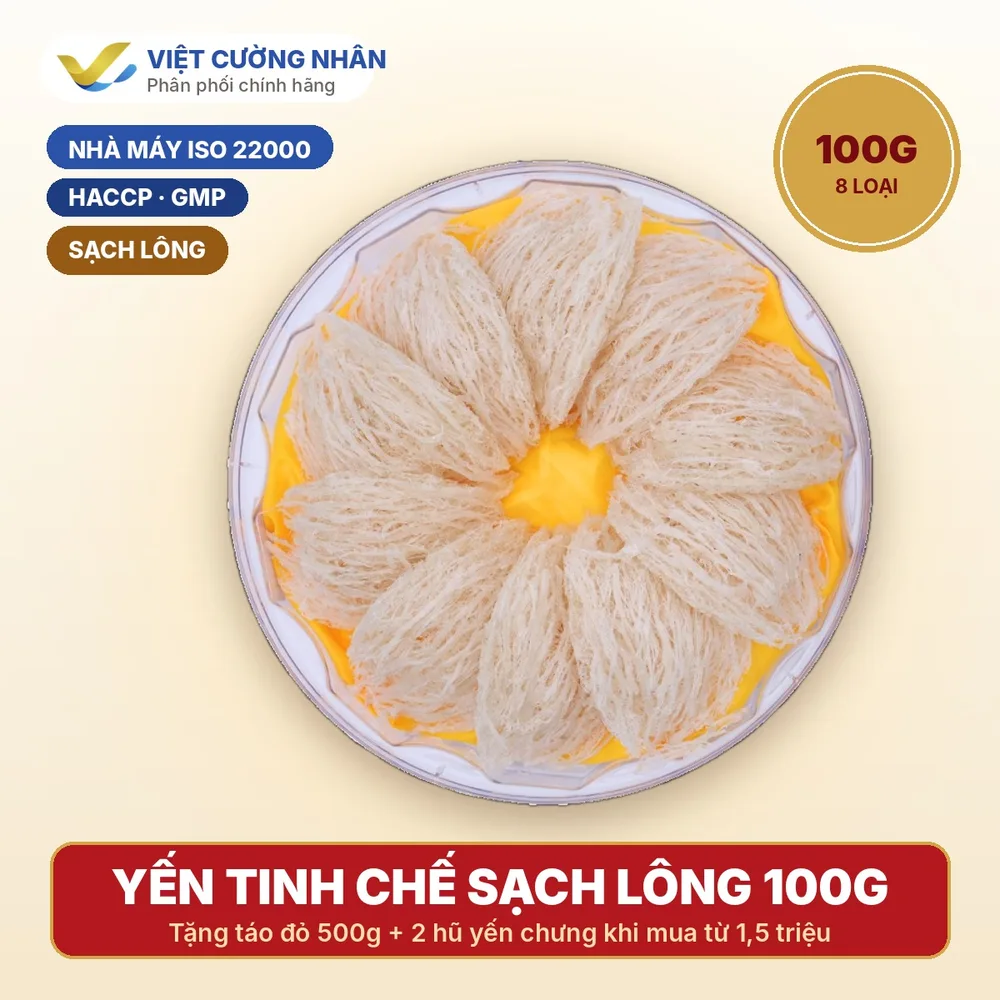 VIỆT CƯỜNG NHÂN
Phân phối chính hãng
NHÀ MÁY ISO 22000
HACCP · GMP
SẠCH LÔNG
100G
8 LOẠI
YẾN TINH CHẾ SẠCH LÔNG 100G
Tặng táo đỏ 500g + 2 hũ yến chưng khi mua từ 1,5 triệu